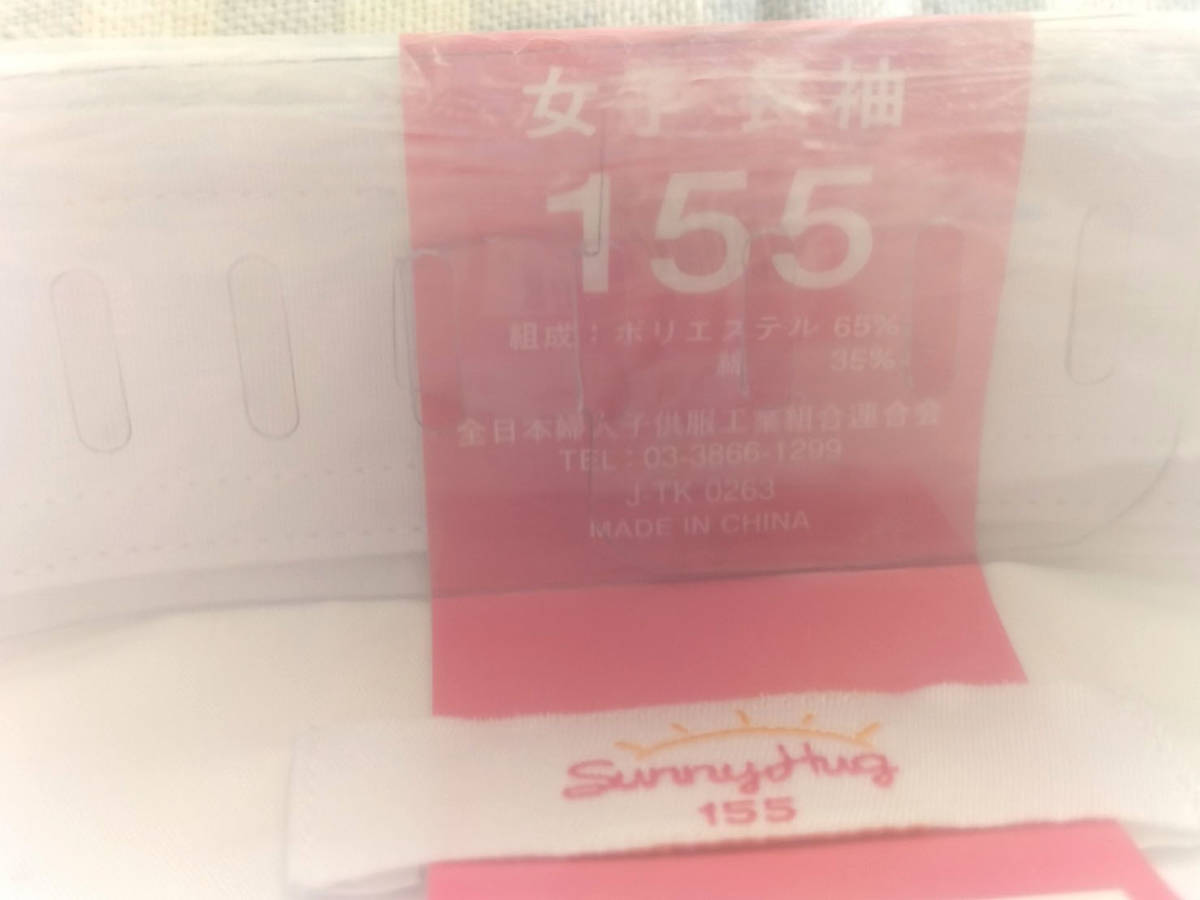 女子 長袖
155
組成：ポリエステル 65%
綿 35%
全日本婦人子供服工業組合連合会
TEL：03-3866-1299
J TK 0263
MADE IN CHINA
SunnyHug
155